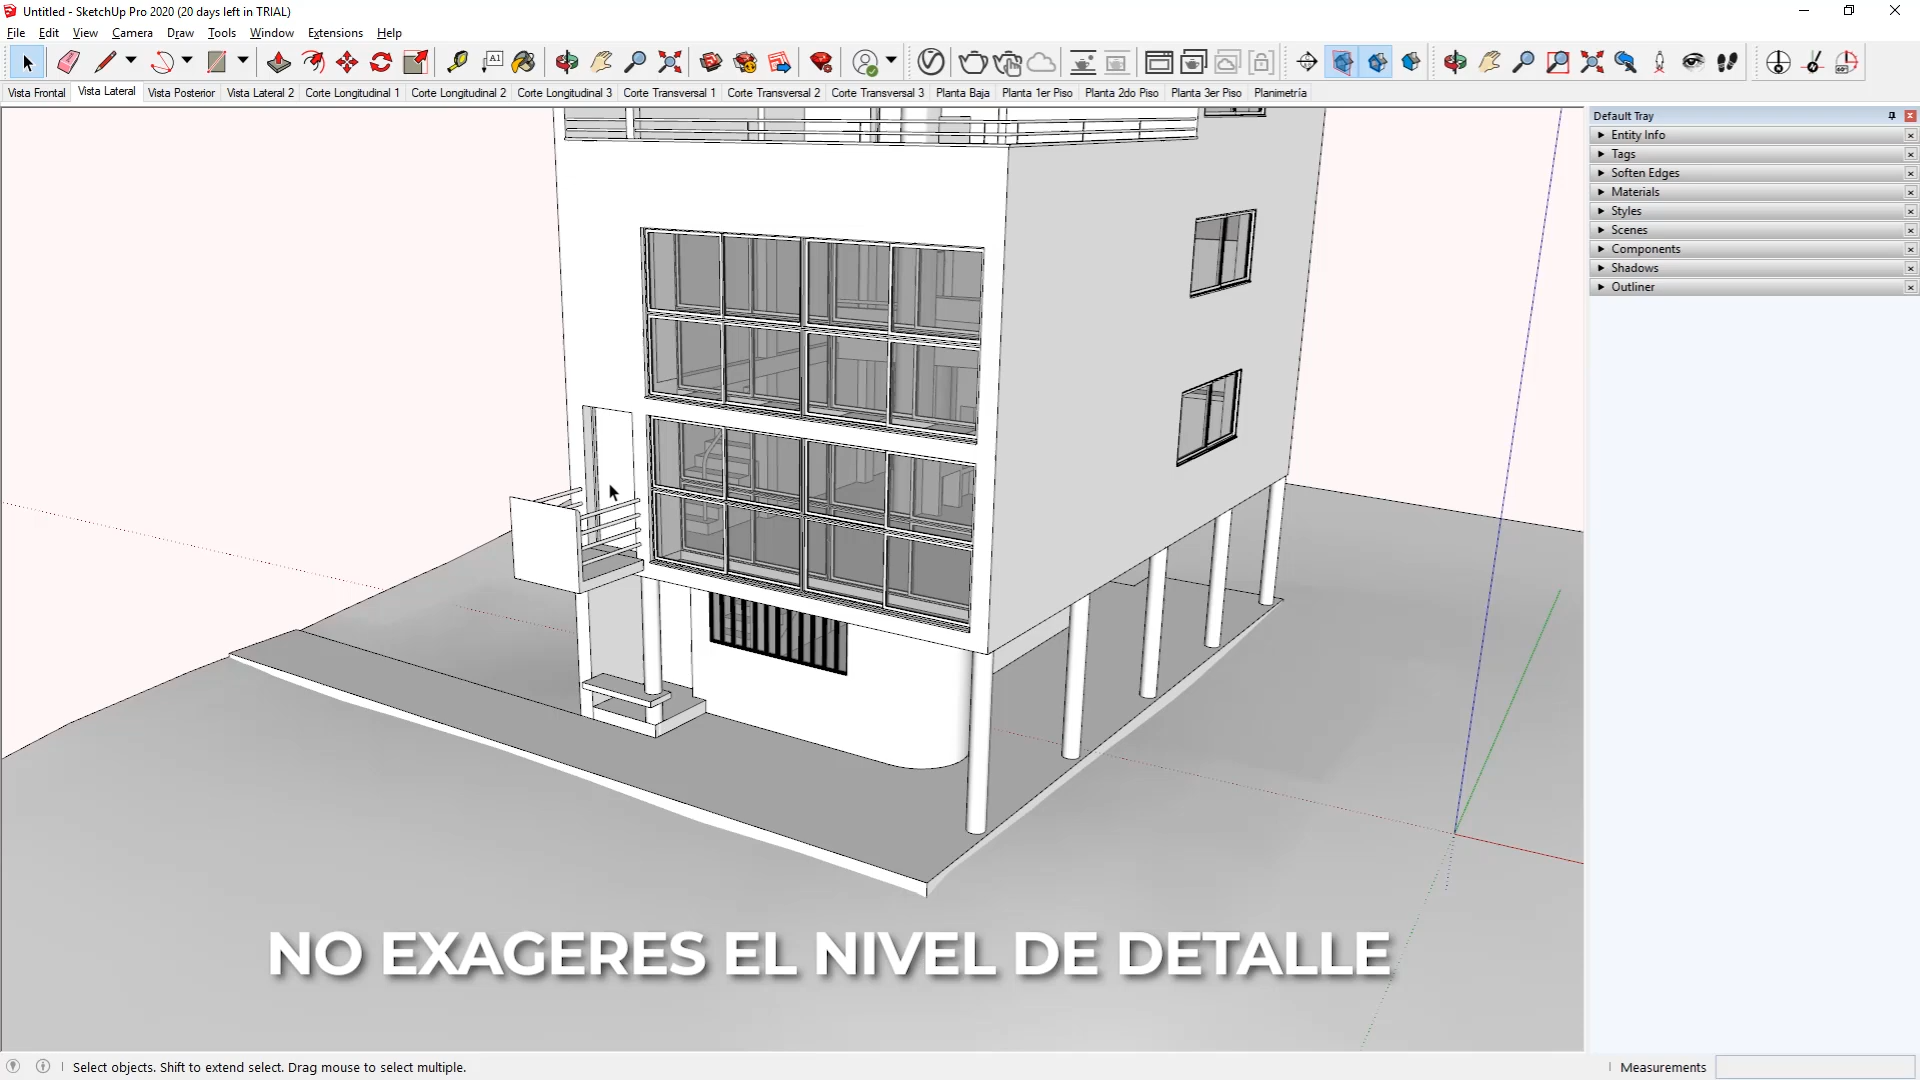 Untitled - SketchUp Pro 2020 (20 days left in TRIAL)
File Edit View Camera Draw Tools Window Extensions Help
A1
Vista Frontal Vista Lateral Vista Posterior Vista Lateral 2 Corte Longitudinal 1 Corte Longitudinal 2 Corte Longitudinal 3 Corte Transversal 1 Corte Transversal 2 Corte Transversal 3 Planta Baja Planta 1er Piso Planta 2do Piso Planta 3er Piso Planimetría
Default Tray
Entity Info
Tags
Soften Edges
Materials
Styles
Scenes
Components
Shadows
Outliner
NO EXAGERES EL NIVEL DE DETALLE
Select objects. Shift to extend select. Drag mouse to select multiple.
Measurements